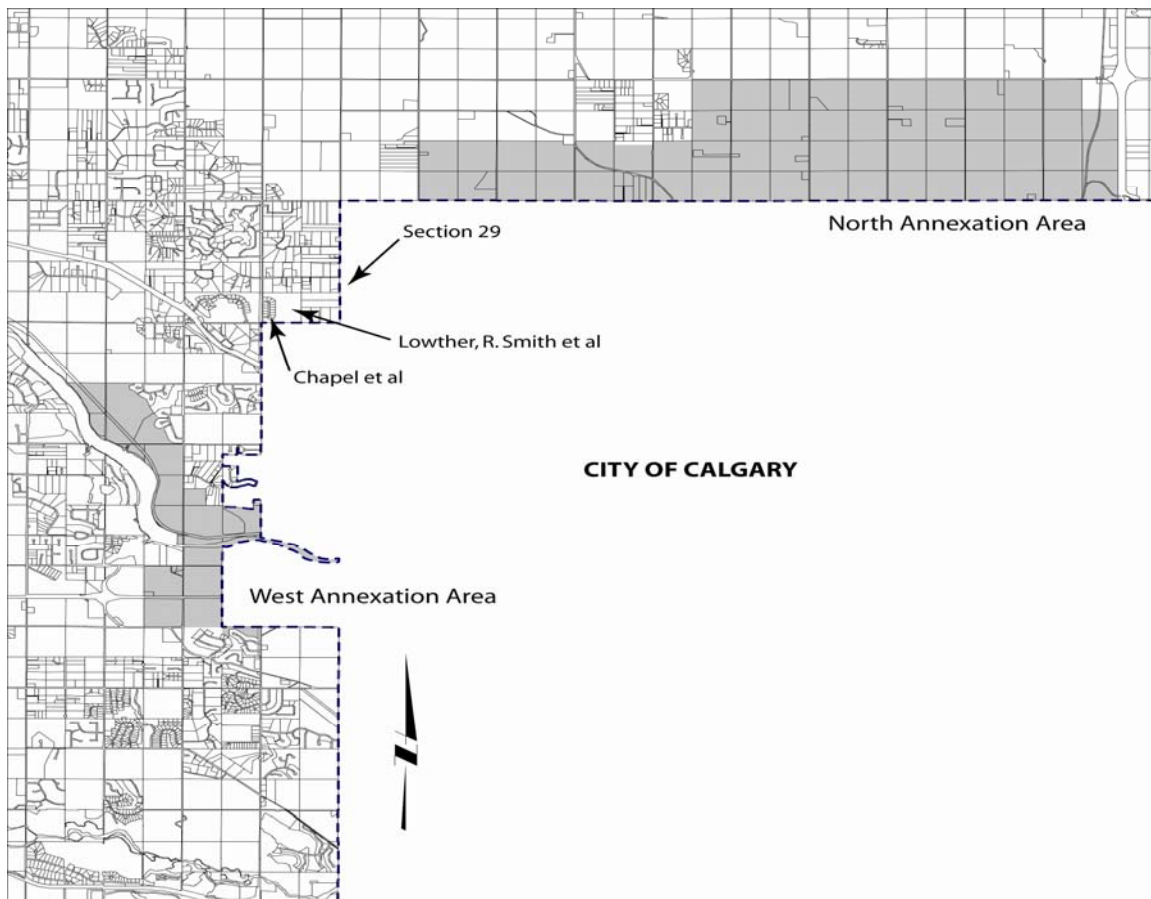 North Annexation Area
Section 29
Lowther, R. Smith et al
Chapel et al
CITY OF CALGARY
West Annexation Area